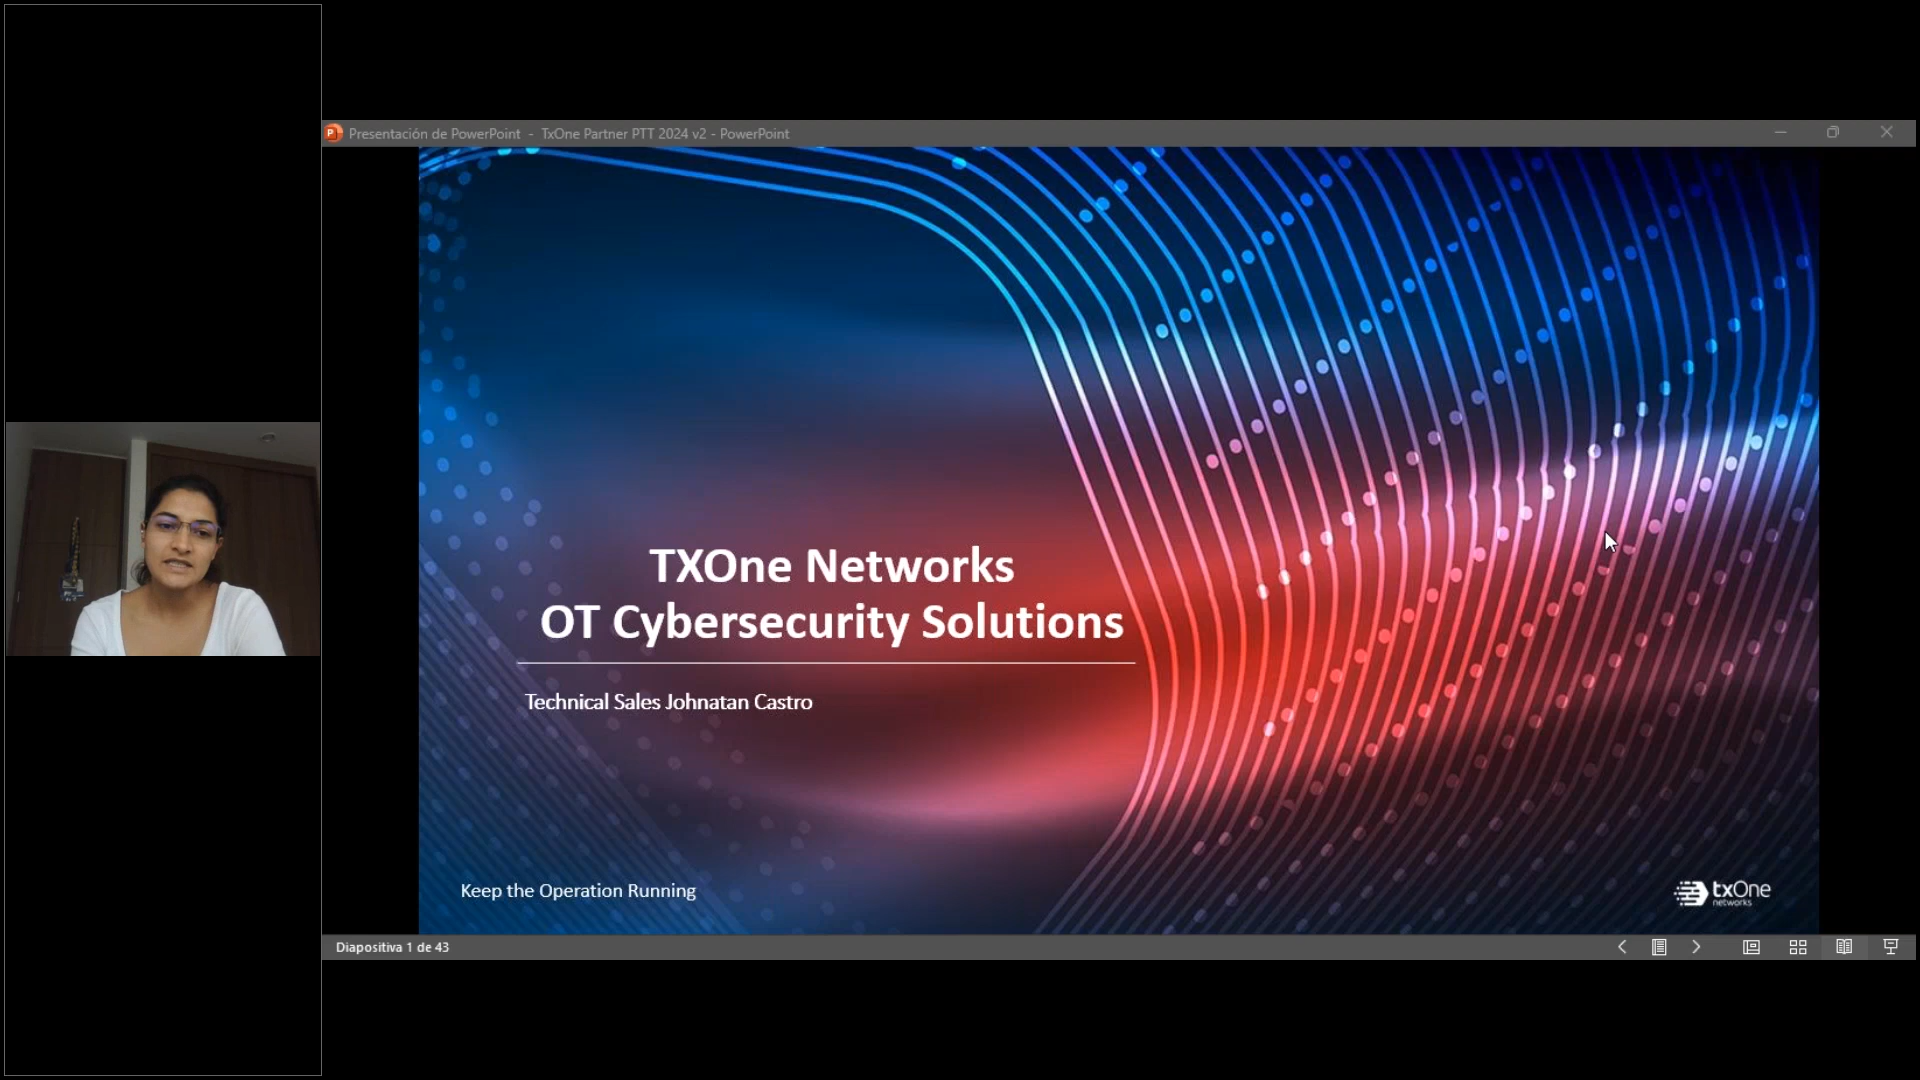 Presentación de PowerPoint - TxOne Partner PTT 2024 v2 - PowerPoint
TXOne Networks
OT Cybersecurity Solutions
Technical Sales Johnatan Castro
Keep the Operation Running
txOne
networks
Diapositiva 1 de 43